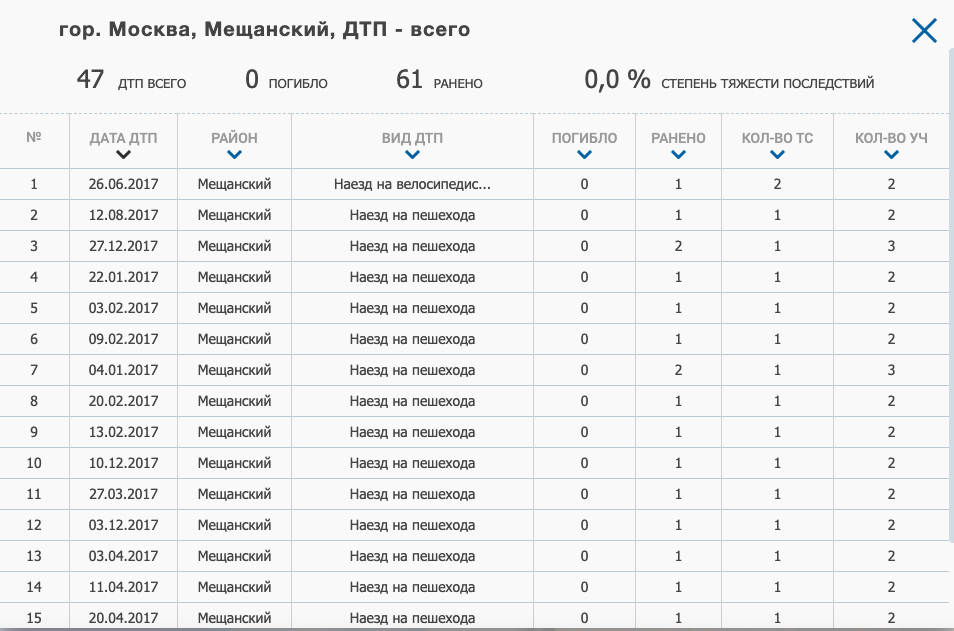 гор. Москва, Мещанский, ДТП - всего
47 ДТП ВСЕГО 0 ПОГИБЛО 61 РАНЕНО 0,0 % СТЕПЕНЬ ТЯЖЕСТИ ПОСЛЕДСТВИЙ
№ ДАТА ДТП РАЙОН ВИД ДТП ПОГИБЛО РАНЕНО КОЛ-ВО ТС КОЛ-ВО УЧ
1 26.06.2017 Мещанский Наезд на велосипедис... 0 1 2 2
2 12.08.2017 Мещанский Наезд на пешехода 0 1 1 2
3 27.12.2017 Мещанский Наезд на пешехода 0 2 1 3
4 22.01.2017 Мещанский Наезд на пешехода 0 1 1 2
5 03.02.2017 Мещанский Наезд на пешехода 0 1 1 2
6 09.02.2017 Мещанский Наезд на пешехода 0 1 1 2
7 04.01.2017 Мещанский Наезд на пешехода 0 2 1 3
8 20.02.2017 Мещанский Наезд на пешехода 0 1 1 2
9 13.02.2017 Мещанский Наезд на пешехода 0 1 1 2
10 10.12.2017 Мещанский Наезд на пешехода 0 1 1 2
11 27.03.2017 Мещанский Наезд на пешехода 0 1 1 2
12 03.12.2017 Мещанский Наезд на пешехода 0 1 1 2
13 03.04.2017 Мещанский Наезд на пешехода 0 1 1 2
14 11.04.2017 Мещанский Наезд на пешехода 0 1 1 2
15 20.04.2017 Мещанский Наезд на пешехода 0 1 1 2